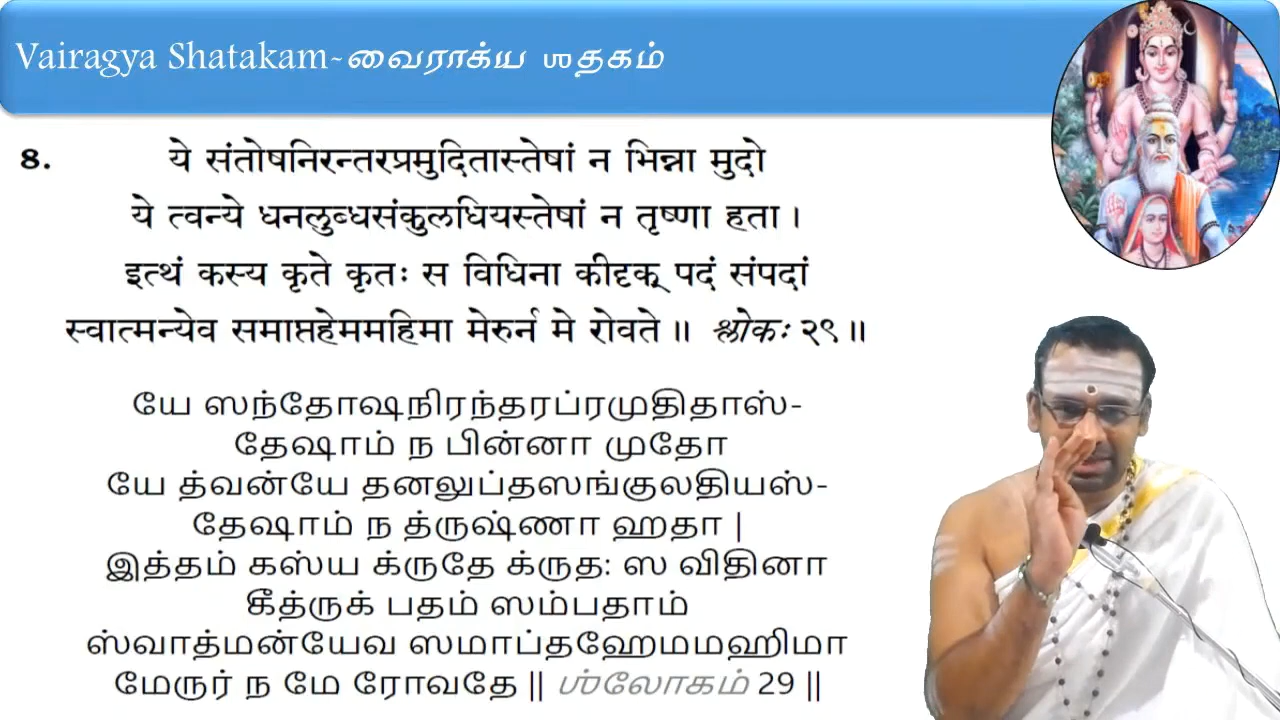 Vairagya Shatakam-வைராக்ய ஶதகம்
8. ये संतोषनिरन्तरप्रमुदितास्तेषां न भिन्ना मुदो
ये त्वन्ये धनलुब्धसंकुलधियस्तेषां न तृष्णा हता ।
इत्थं कस्य कृते कृतः स विधिना कीदृक् पदं संपदां
स्वात्मन्येव समाप्तहेममहिमा मेरुर्न मे रोवते ॥ श्लोकः २९ ॥
யே ஸந்தோஷநிரந்தரப்ரமுதிதாஸ்-
தேஷாம் ந பின்னா முதோ
யே த்வன்யே தனலுப்தஸங்குலதியஸ்-
தேஷாம் ந த்ருஷ்ணா ஹதா |
இத்தம் கஸ்ய க்ருதே க்ருத: ஸ விதினா
கீத்ருக் பதம் ஸம்பதாம்
ஸ்வாத்மன்யேவ ஸமாப்தஹேமமஹிமா
மேருர் ந மே ரோவதே || ஶ்லோகம் 29 ||